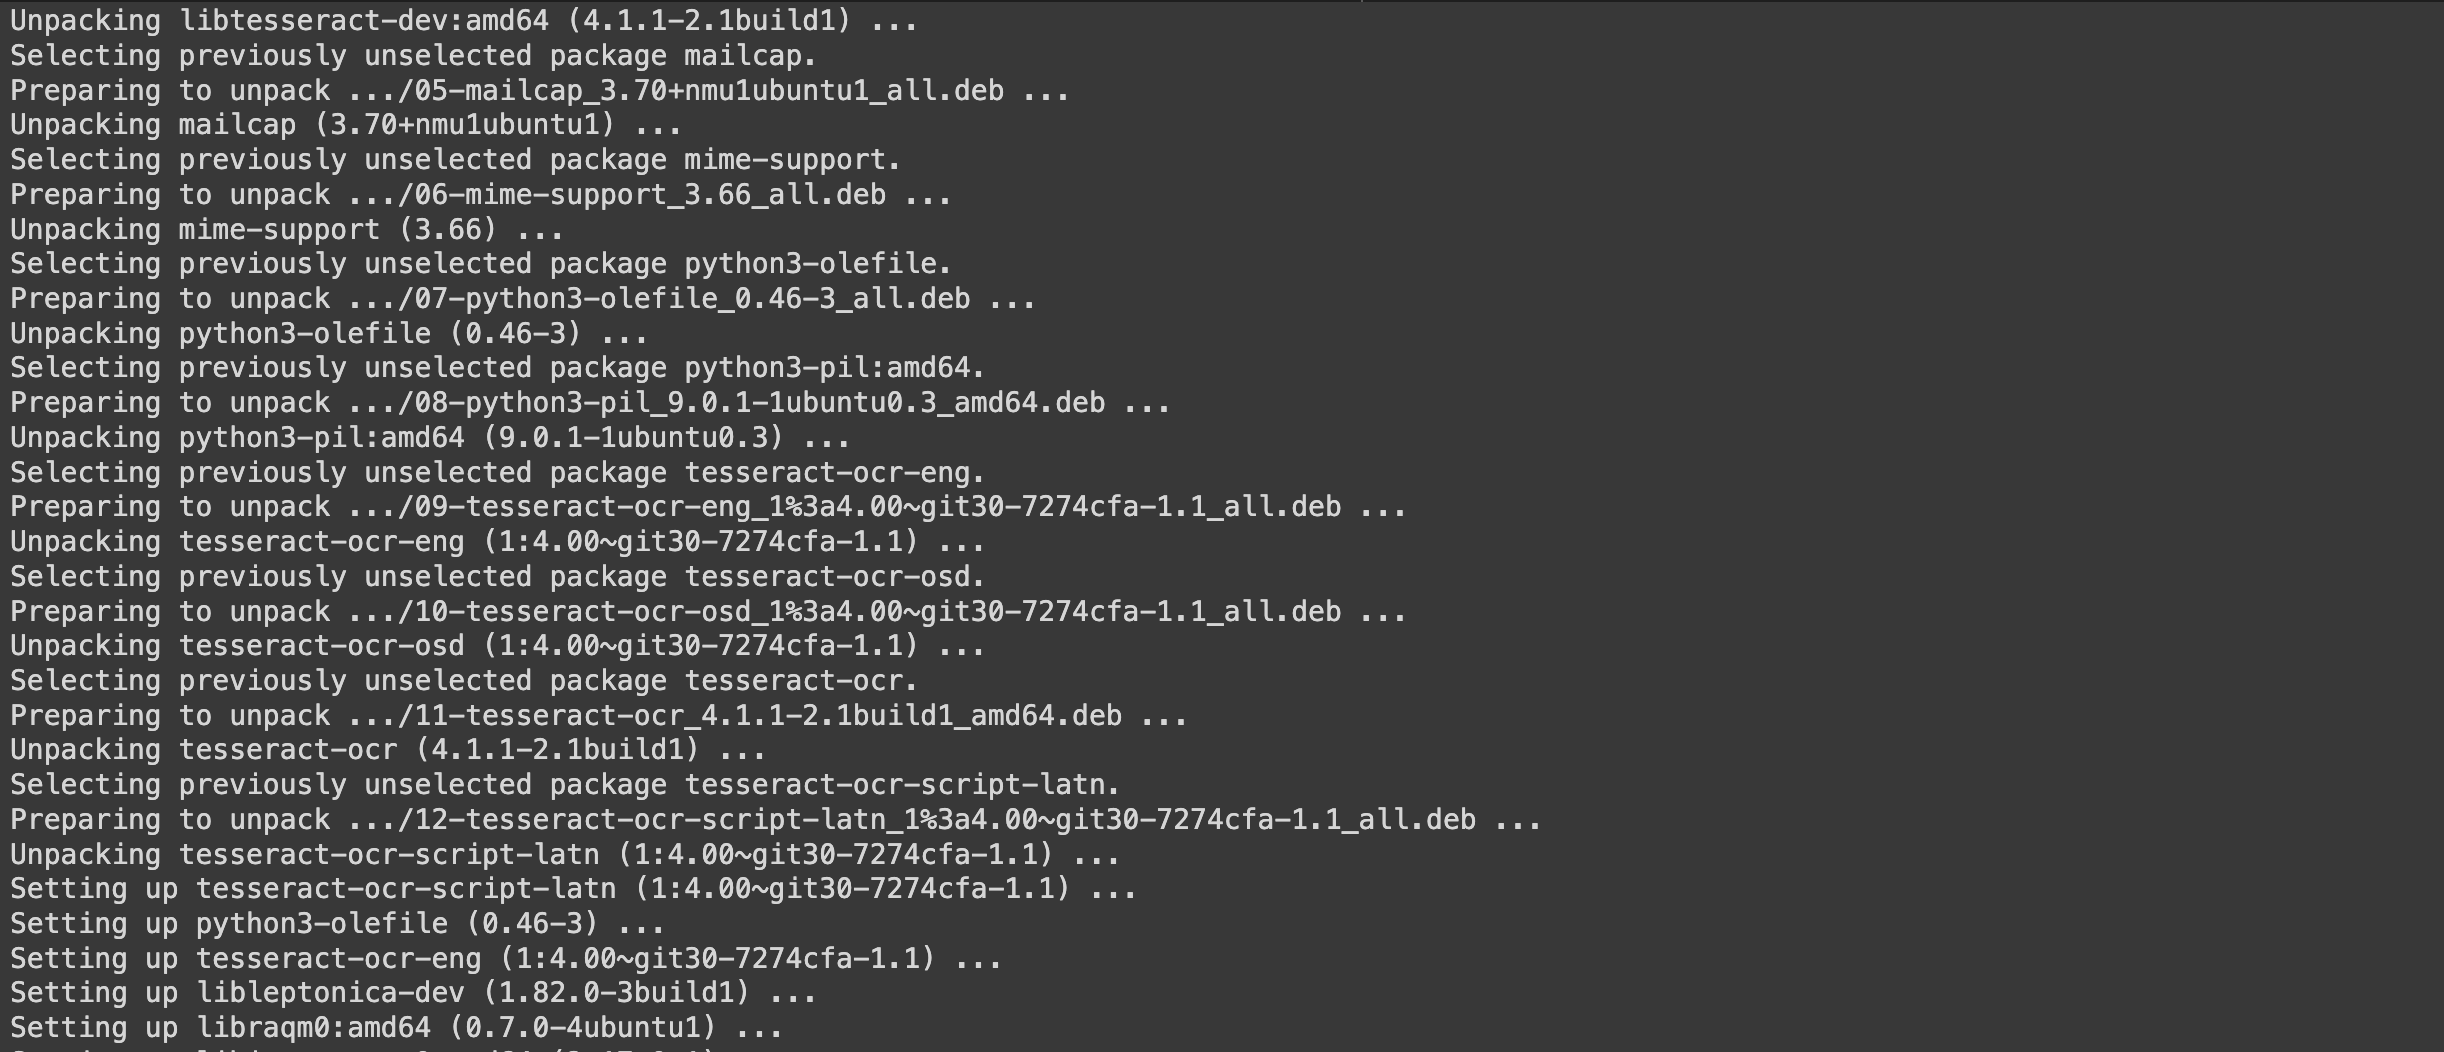 Unpacking libtesseract-dev:amd64 (4.1.1-2.1build1) ...
Selecting previously unselected package mailcap.
Preparing to unpack .../05-mailcap_3.70+nmu1ubuntu1_all.deb ...
Unpacking mailcap (3.70+nmu1ubuntu1) ...
Selecting previously unselected package mime-support.
Preparing to unpack .../06-mime-support_3.66_all.deb ...
Unpacking mime-support (3.66) ...
Selecting previously unselected package python3-olefile.
Preparing to unpack .../07-python3-olefile_0.46-3_all.deb ...
Unpacking python3-olefile (0.46-3) ...
Selecting previously unselected package python3-pil:amd64.
Preparing to unpack .../08-python3-pil_9.0.1-1ubuntu0.3_amd64.deb ...
Unpacking python3-pil:amd64 (9.0.1-1ubuntu0.3) ...
Selecting previously unselected package tesseract-ocr-eng.
Preparing to unpack .../09-tesseract-ocr-eng_1%3a4.00~git30-7274cfa-1.1_all.deb ...
Unpacking tesseract-ocr-eng (1:4.00~git30-7274cfa-1.1) ...
Selecting previously unselected package tesseract-ocr-osd.
Preparing to unpack .../10-tesseract-ocr-osd_1%3a4.00~git30-7274cfa-1.1_all.deb ...
Unpacking tesseract-ocr-osd (1:4.00~git30-7274cfa-1.1) ...
Selecting previously unselected package tesseract-ocr.
Preparing to unpack .../11-tesseract-ocr_4.1.1-2.1build1_amd64.deb ...
Unpacking tesseract-ocr (4.1.1-2.1build1) ...
Selecting previously unselected package tesseract-ocr-script-latn.
Preparing to unpack .../12-tesseract-ocr-script-latn_1%3a4.00~git30-7274cfa-1.1_all.deb ...
Unpacking tesseract-ocr-script-latn (1:4.00~git30-7274cfa-1.1) ...
Setting up tesseract-ocr-script-latn (1:4.00~git30-7274cfa-1.1) ...
Setting up python3-olefile (0.46-3) ...
Setting up tesseract-ocr-eng (1:4.00~git30-7274cfa-1.1) ...
Setting up libleptonica-dev (1.82.0-3build1) ...
Setting up libraqm0:amd64 (0.7.0-4ubuntu1) ...